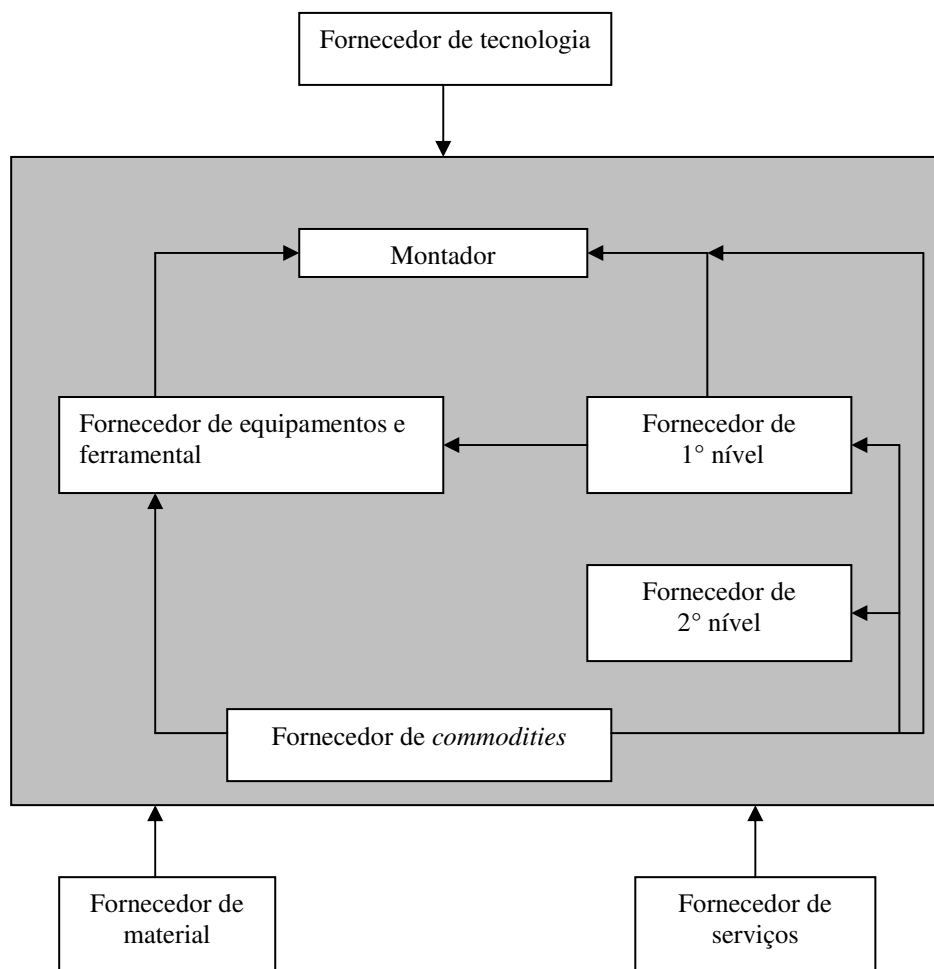 Fornecedor de tecnologia
Montador
Fornecedor de equipamentos e
ferramental
Fornecedor de
1° nível
Fornecedor de
2° nível
Fornecedor de commodities
Fornecedor de
material
Fornecedor de
serviços